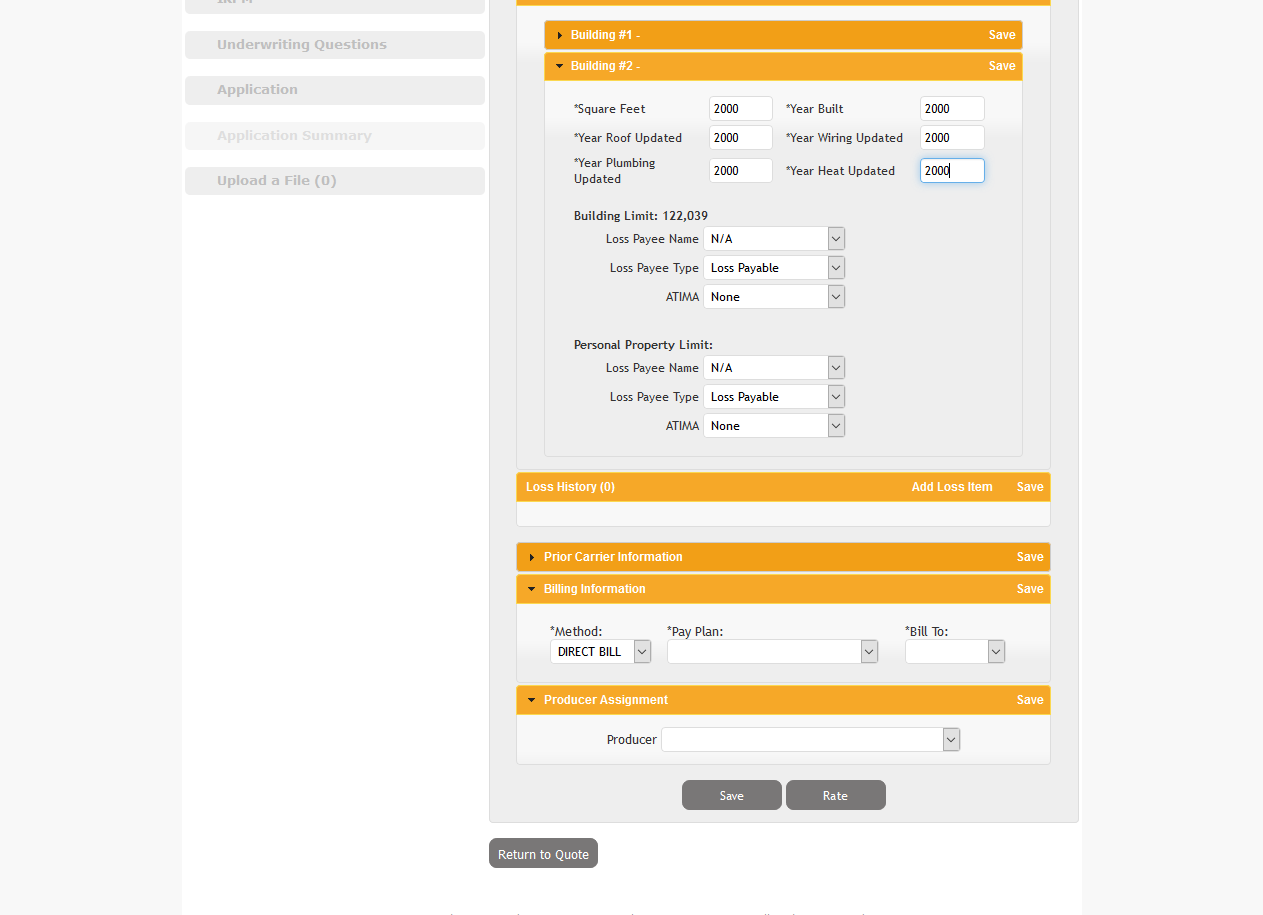 Underwriting Questions
Application
Application Summary
Upload a File (0)
Building #1 - Save
Building #2 - Save
*Square Feet 2000 *Year Built 2000
*Year Roof Updated 2000 *Year Wiring Updated 2000
*Year Plumbing
Updated 2000 *Year Heat Updated 2000
Building Limit: 122,039
Loss Payee Name N/A
Loss Payee Type Loss Payable
ATIMA None
Personal Property Limit:
Loss Payee Name N/A
Loss Payee Type Loss Payable
ATIMA None
Loss History (0) Add Loss Item Save
Prior Carrier Information Save
Billing Information Save
*Method: *Pay Plan: *Bill To:
DIRECT BILL
Producer Assignment Save
Producer
Save Rate
Return to Quote